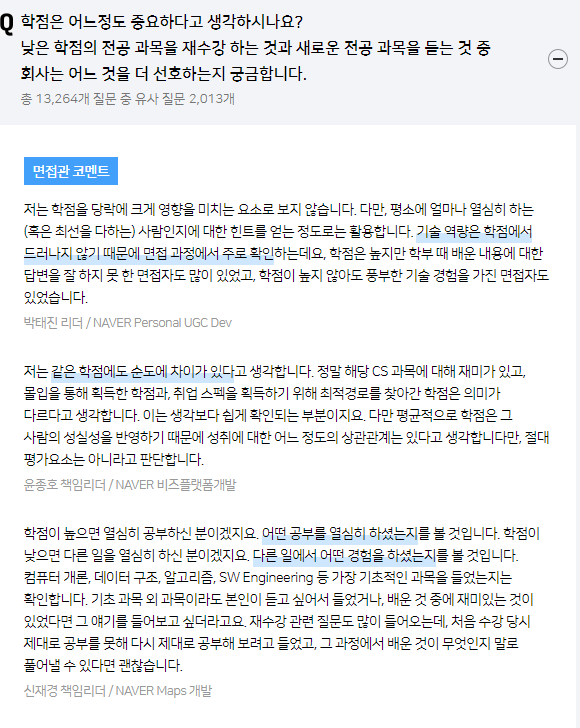 Q 학점은 어느정도 중요하다고 생각하시나요?
낮은 학점의 전공 과목을 재수강 하는 것과 새로운 전공 과목을 듣는 것 중
회사는 어느 것을 더 선호하는지 궁금합니다.
총 13,264개 질문 중 유사 질문 2,013개
면접관 코멘트
저는 학점을 당락에 크게 영향을 미치는 요소로 보지 않습니다. 다만, 평소에 얼마나 열심히 하는
(혹은 최선을 다하는) 사람인지에 대한 힌트를 얻는 정도로는 활용합니다. 기술 역량은 학점에서
드러나지 않기 때문에 면접 과정에서 주로 확인하는데요, 학점은 높지만 학부 때 배운 내용에 대한
답변을 잘 하지 못 한 면접자도 많이 있었고, 학점이 높지 않아도 풍부한 기술 경험을 가진 면접자도
있었습니다.
박태진 리더 / NAVER Personal UGC Dev
저는 같은 학점에도 순도에 차이가 있다고 생각합니다. 정말 해당 CS 과목에 대해 재미가 있고,
몰입을 통해 획득한 학점과, 취업 스펙을 획득하기 위해 최적경로를 찾아간 학점은 의미가
다르다고 생각합니다. 이는 생각보다 쉽게 확인되는 부분이지요. 다만 평균적으로 학점은 그
사람의 성실성을 반영하기 때문에 성취에 대한 어느 정도의 상관관계는 있다고 생각합니다만, 절대
평가요소는 아니라고 판단합니다.
윤종호 책임리더 / NAVER 비즈플랫폼개발
학점이 높으면 열심히 공부하신 분이겠지요. 어떤 공부를 열심히 하셨는지를 볼 것입니다. 학점이
낮으면 다른 일을 열심히 하신 분이겠지요. 다른 일에서 어떤 경험을 하셨는지를 볼 것입니다.
컴퓨터 개론, 데이터 구조, 알고리즘, SW Engineering 등 가장 기초적인 과목을 들었는지는
확인합니다. 기초 과목 외 과목이라도 본인이 듣고 싶어서 들었거나, 배운 것 중에 재미있는 것이
있었다면 그 얘기를 들어보고 싶더라고요. 재수강 관련 질문도 많이 들어오는데, 처음 수강 당시
제대로 공부를 못해 다시 제대로 공부해 보려고 들었고, 그 과정에서 배운 것이 무엇인지 말로
풀어낼 수 있다면 괜찮습니다.
신재경 책임리더 / NAVER Maps 개발